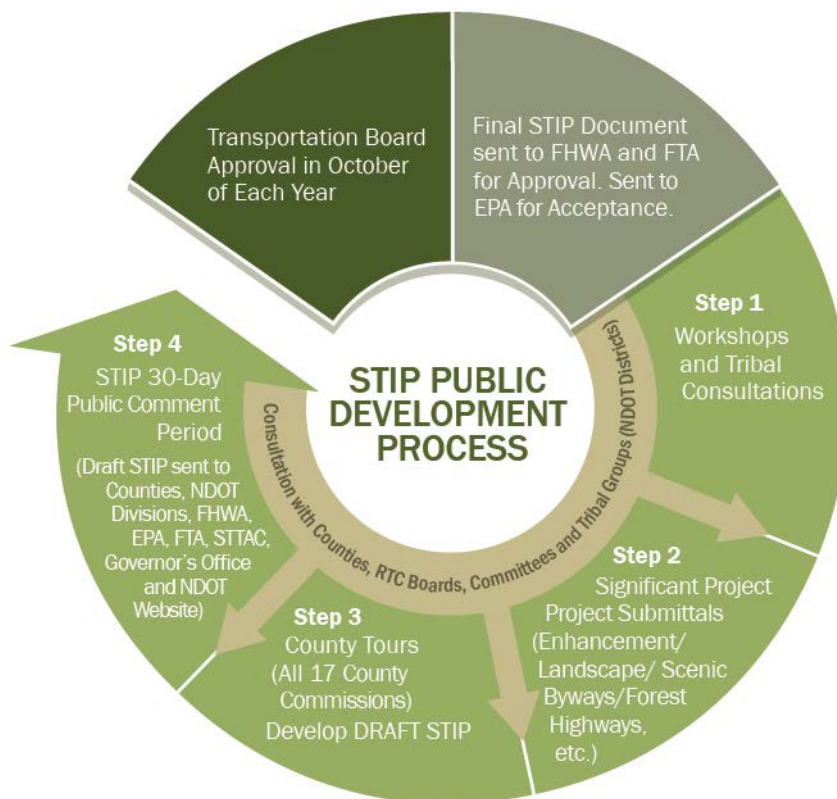 STIP PUBLIC
DEVELOPMENT
PROCESS
Step 1
Workshops
and Tribal
Consultations
Step 2
Significant Project
Project Submittals
(Enhancement/
Landscape/ Scenic
Byways/Forest
Highways,
etc.)
Step 3
County Tours
(All 17 County
Commissions)
Develop DRAFT STIP
Step 4
STIP 30-Day
Public Comment
Period
(Draft STIP sent to
Counties, NDOT
Divisions, FHWA,
EPA, FTA, STTAC,
Governor's Office
and NDOT
Website)
Consultation with Counties, RTC Boards, Committees and Tribal Groups (NDOT Districts)
Transportation Board
Approval in October
of Each Year
Final STIP Document
sent to FHWA and FTA
for Approval. Sent to
EPA for Acceptance.